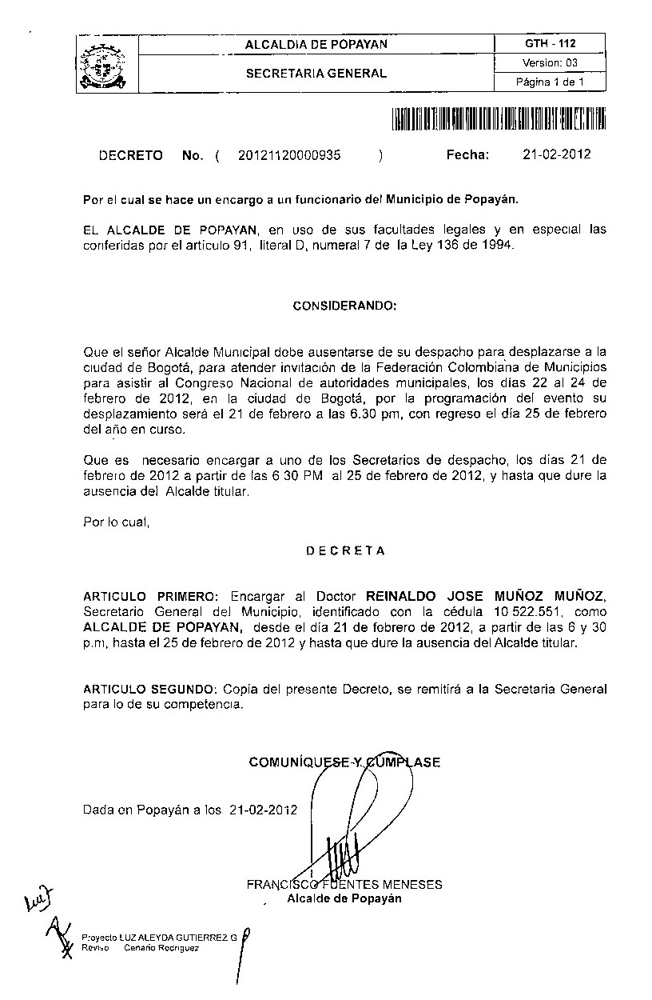 ALCALDIA DE POPAYAN
GTH - 112
SECRETARIA GENERAL
Version: 03
Página 1 de 1
DECRETO No. ( 20121120000935 ) Fecha: 21-02-2012
Por el cual se hace un encargo a un funcionario del Municipio de Popayán.
EL ALCALDE DE POPAYAN, en uso de sus facultades legales y en especial las
conferidas por el artículo 91, literal D, numeral 7 de la Ley 136 de 1994.
CONSIDERANDO:
Que el señor Alcalde Municipal debe ausentarse de su despacho para desplazarse a la
ciudad de Bogotá, para atender invitación de la Federación Colombiana de Municipios
para asistir al Congreso Nacional de autoridades municipales, los días 22 al 24 de
febrero de 2012, en la ciudad de Bogotá, por la programación del evento su
desplazamiento será el 21 de febrero a las 6.30 pm, con regreso el día 25 de febrero
del año en curso.
Que es necesario encargar a uno de los Secretarios de despacho, los días 21 de
febrero de 2012 a partir de las 6 30 PM al 25 de febrero de 2012, y hasta que dure la
ausencia del Alcalde titular.
Por lo cual,
D E C R E T A
ARTICULO PRIMERO: Encargar al Doctor REINALDO JOSE MUÑOZ MUÑOZ,
Secretario General del Municipio, identificado con la cédula 10 522.551, como
ALCALDE DE POPAYAN, desde el día 21 de febrero de 2012, a partir de las 6 y 30
p.m, hasta el 25 de febrero de 2012 y hasta que dure la ausencia del Alcalde titular.
ARTICULO SEGUNDO: Copia del presente Decreto, se remitirá a la Secretaria General
para lo de su competencia.
COMUNÍQUESE Y CÚMPLASE
Dada en Popayán a los 21-02-2012
FRANCISCO FUENTES MENESES
Alcalde de Popayán
Proyecto LUZ ALEYDA GUTIERREZ G
Reviso Cenario Rodriguez